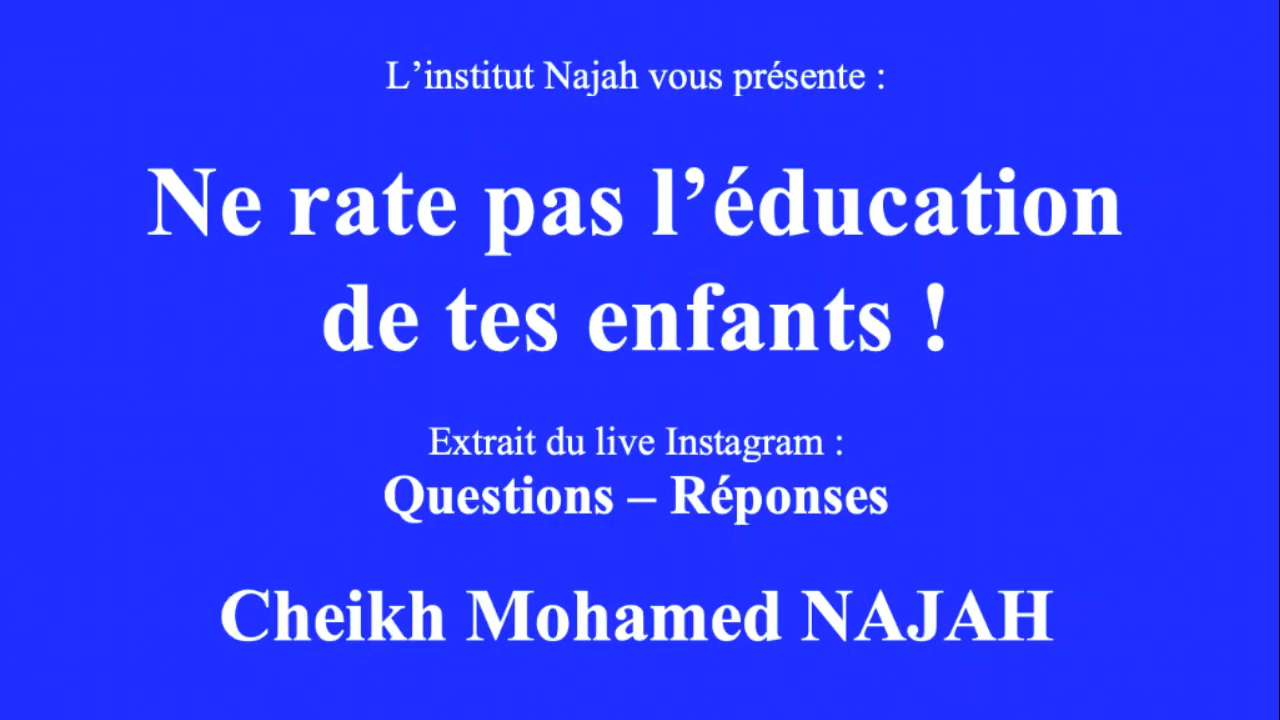 L’institut Najah vous présente :
Ne rate pas l’éducation
de tes enfants !
Extrait du live Instagram :
Questions – Réponses
Cheikh Mohamed NAJAH